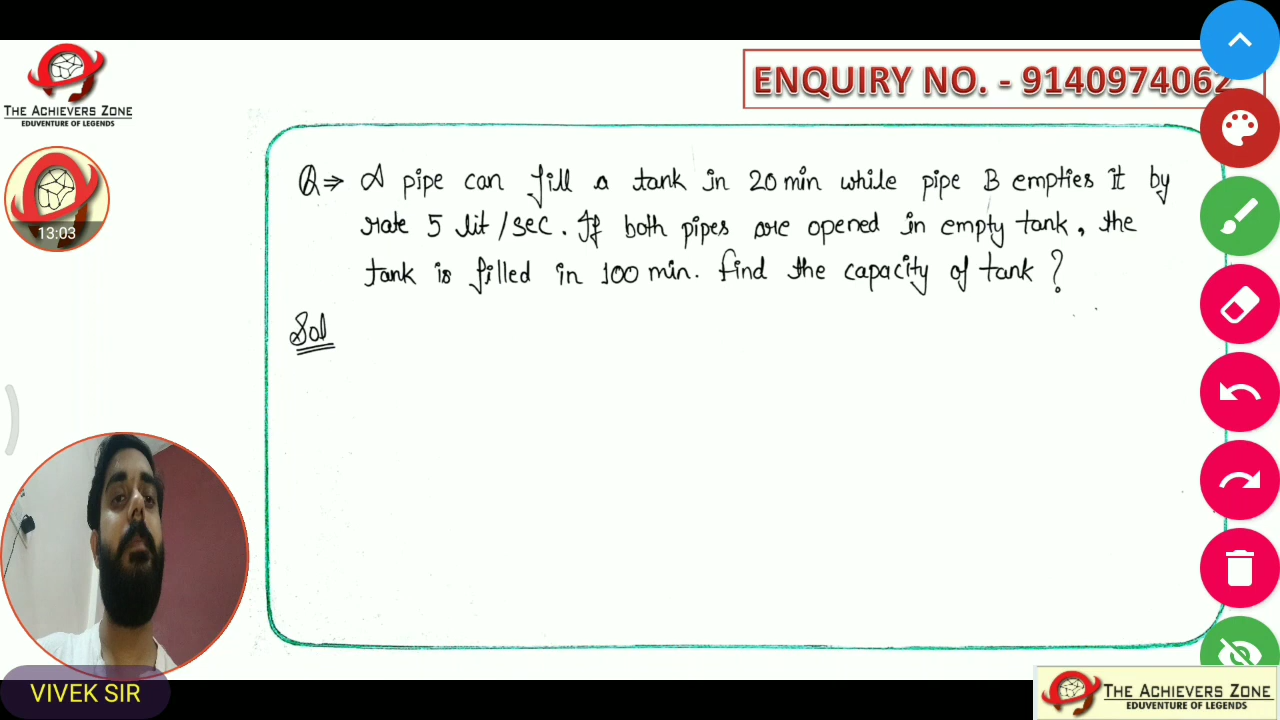 THE ACHIEVERS ZONE
EDUVENTURE OF LEGENDS
ENQUIRY NO. - 9140974062
13:03
Q⇒ A pipe can fill a tank in 20 min while pipe B empties it by
rate 5 lit/sec. If both pipes are opened in empty tank, the
tank is filled in 100 min. find the capacity of tank ?
Sol
VIVEK SIR
THE ACHIEVERS ZONE
EDUVENTURE OF LEGENDS